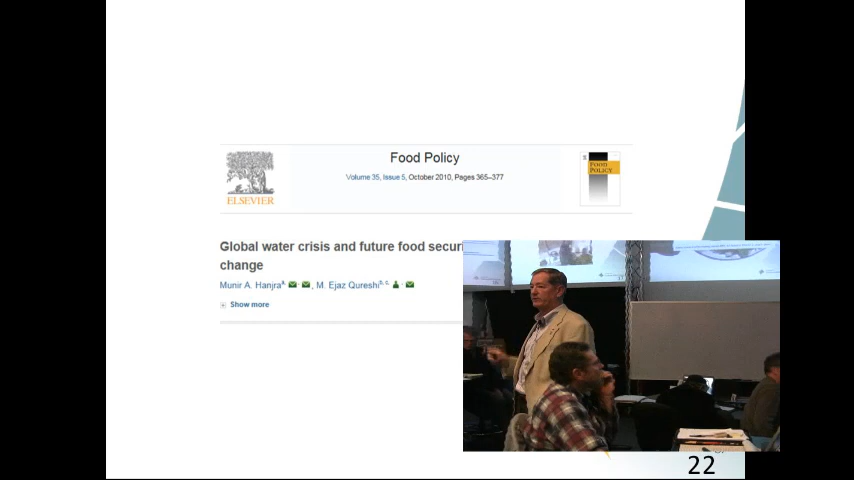 Food Policy
Volume 35, Issue 5, October 2010, Pages 365–377
ELSEVIER
FOOD
POLICY
Global water crisis and future food securi
change
Munir A. Hanjra a, , M. Ejaz Qureshi b, c,
Show more
22